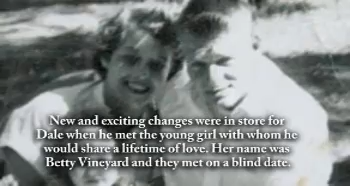 New and exciting changes were in store for
Dale when he met the young girl with whom he
would share a lifetime of love. Her name was
Betty Vineyard and they met on a blind date.